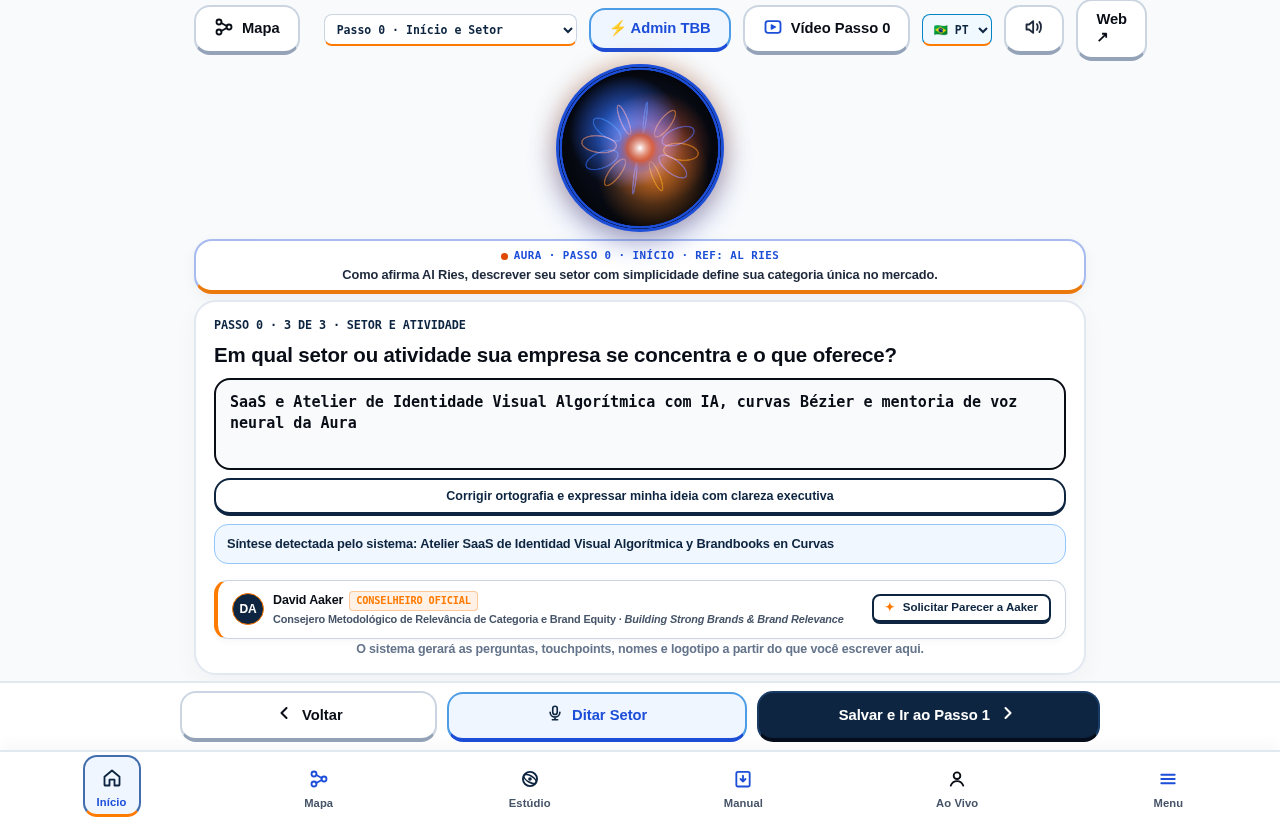 Mapa
Passo 0 · Início e Setor
⚡ Admin TBB
Vídeo Passo 0
🇧🇷 PT
Web ↗
AURA · PASSO 0 · INÍCIO · REF: AL RIES
Como afirma Al Ries, descrever seu setor com simplicidade define sua categoria única no mercado.
PASSO 0 · 3 DE 3 · SETOR E ATIVIDADE
Em qual setor ou atividade sua empresa se concentra e o que oferece?
SaaS e Atelier de Identidade Visual Algorítmica com IA, curvas Bézier e mentoria de voz
neural da Aura
Corrigir ortografia e expressar minha ideia com clareza executiva
Síntese detectada pelo sistema: Atelier SaaS de Identidad Visual Algorítmica y Brandbooks en Curvas
DA
David Aaker CONSELHEIRO OFICIAL
Consejero Metodológico de Relevância de Categoria e Brand Equity · Building Strong Brands & Brand Relevance
✦ Solicitar Parecer a Aaker
O sistema gerará as perguntas, touchpoints, nomes e logotipo a partir do que você escrever aqui.
Voltar
Ditar Setor
Salvar e Ir ao Passo 1
Início
Mapa
Estúdio
Manual
Ao Vivo
Menu